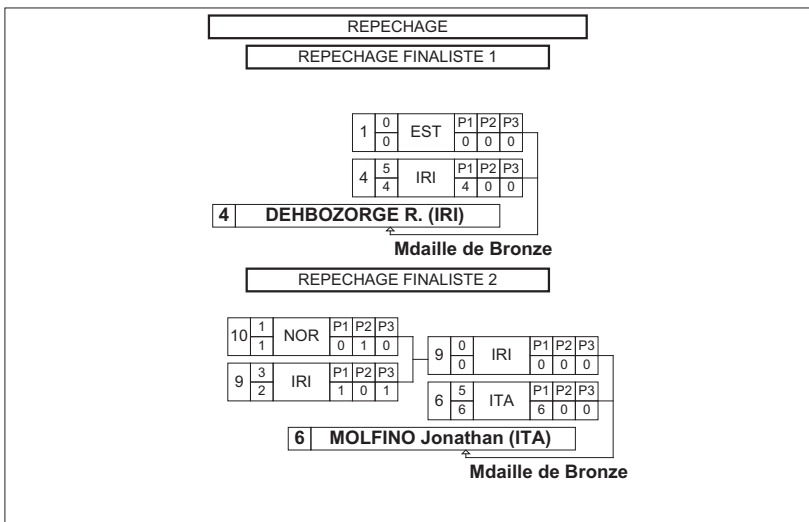 REPECHAGE
REPECHAGE FINALISTE 1
1 0 EST P1 P2 P3
0 0 0 0
4 5 IRI P1 P2 P3
4 4 0 0
4 DEHBOZORGE R. (IRI)
Mdaille de Bronze
REPECHAGE FINALISTE 2
10 1 NOR P1 P2 P3
1 0 1 0
9 3 IRI P1 P2 P3
2 1 0 1
9 0 IRI P1 P2 P3
0 0 0 0
6 5 ITA P1 P2 P3
6 6 0 0
6 MOLFINO Jonathan (ITA)
Mdaille de Bronze